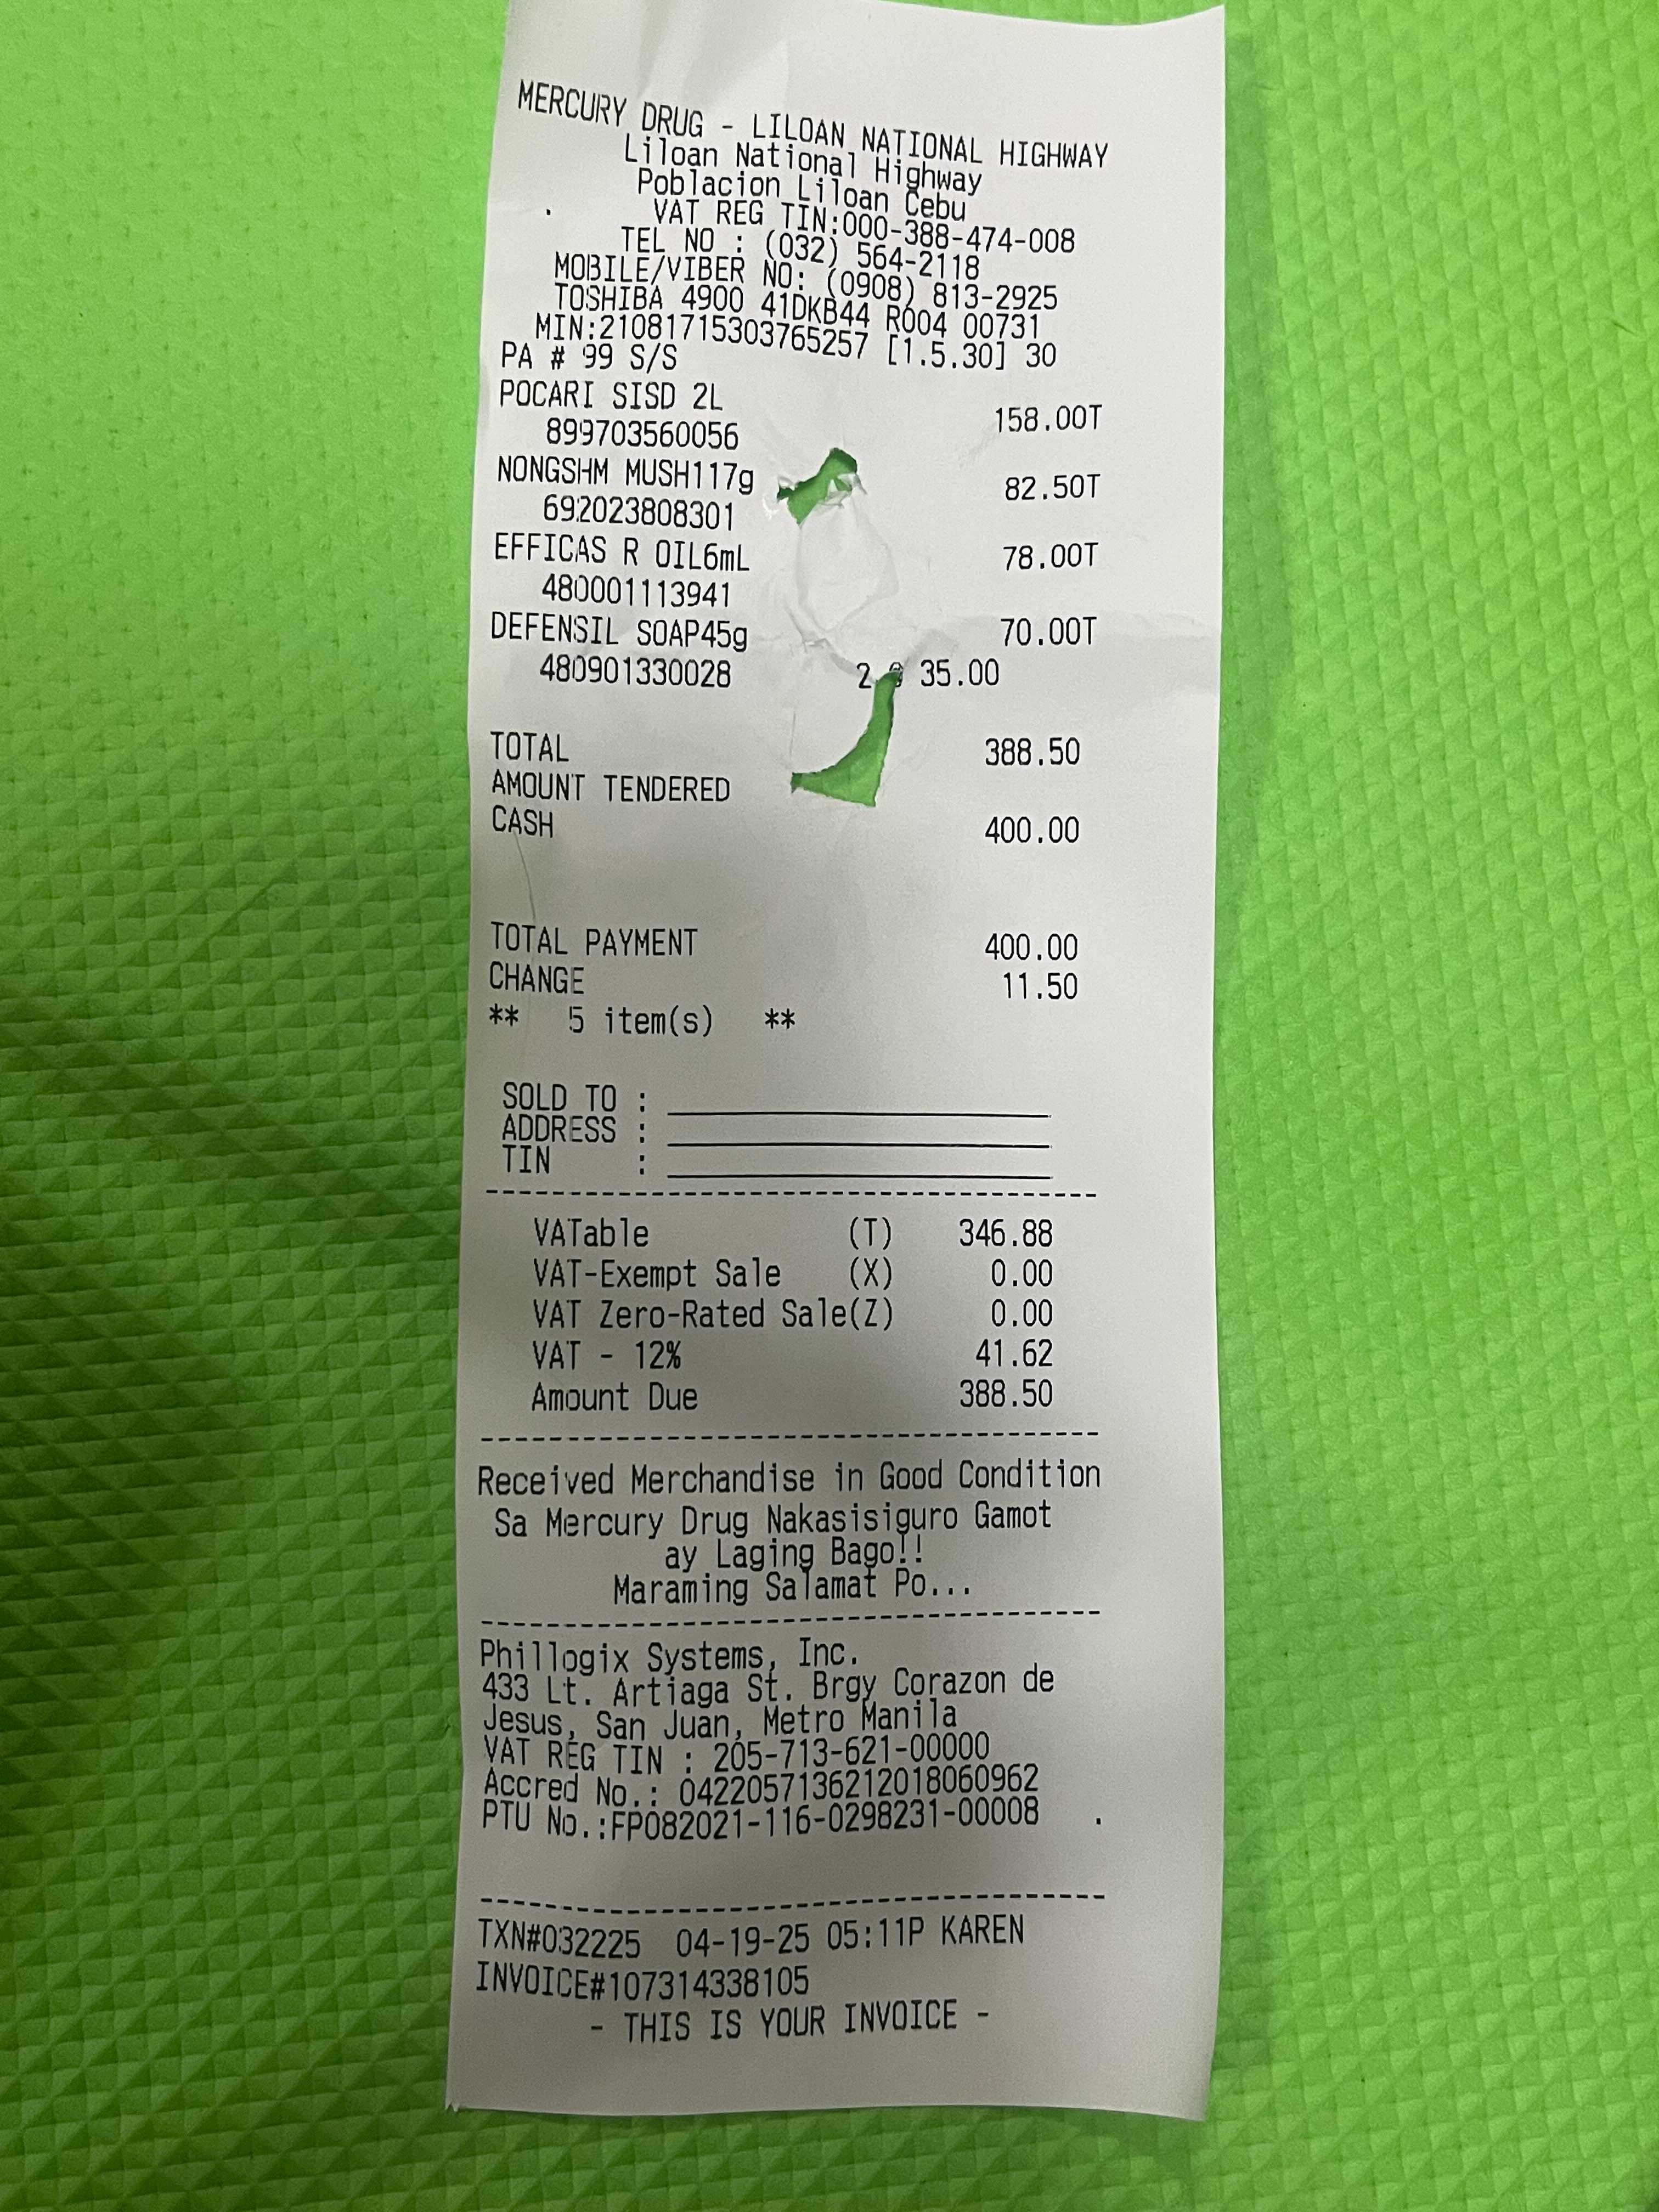 MERCURY DRUG - LILOAN NATIONAL HIGHWAY
Liloan National Highway
Poblacion Liloan Cebu
VAT REG TIN:000-388-474-008
TEL NO : (032) 564-2118
MOBILE/VIBER NO: (0908) 813-2925
TOSHIBA 4900 41DKB44 R004 00731
MIN:21081715303765257 [1.5.30] 30
PA # 99 S/S
POCARI SISD 2L 158.00T
899703560056
NONGSHM MUSH117g 82.50T
692023808301
EFFICAS R OIL6mL 78.00T
480001113941
DEFENSIL SOAP45g 70.00T
480901330028 2 @ 35.00
TOTAL 388.50
AMOUNT TENDERED
CASH 400.00
TOTAL PAYMENT 400.00
CHANGE 11.50
** 5 item(s) **
SOLD TO :
ADDRESS :
TIN :
VATable (T) 346.88
VAT-Exempt Sale (X) 0.00
VAT Zero-Rated Sale(Z) 0.00
VAT - 12% 41.62
Amount Due 388.50
Received Merchandise in Good Condition
Sa Mercury Drug Nakasisiguro Gamot
ay Laging Bago!!
Maraming Salamat Po...
Phillogix Systems, Inc.
433 Lt. Artiaga St. Brgy Corazon de
Jesus, San Juan, Metro Manila
VAT REG TIN : 205-713-621-00000
Accred No.: 0422057136212018060962
PTU No.:FP082021-116-0298231-00008
TXN#032225 04-19-25 05:11P KAREN
INVOICE#107314338105
- THIS IS YOUR INVOICE -